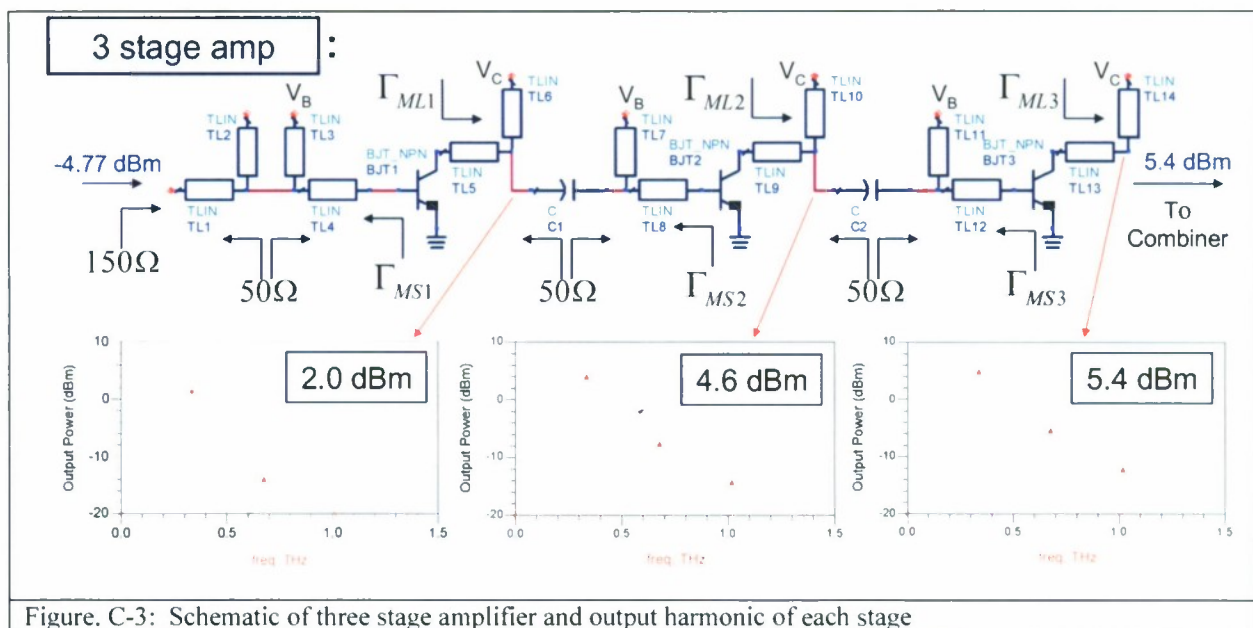 3 stage amp :
-4.77 dBm
150Ω
TLIN
TL1
TLIN
TL2
V_B
TLIN
TL3
TLIN
TL4
50Ω
Γ_MS1
Γ_ML1
BJT_NPN
BJT1
TLIN
TL5
V_C
TLIN
TL6
C
C1
50Ω
V_B
TLIN
TL7
TLIN
TL8
Γ_MS2
Γ_ML2
BJT_NPN
BJT2
TLIN
TL9
V_C
TLIN
TL10
C
C2
50Ω
V_B
TLIN
TL11
TLIN
TL12
Γ_MS3
Γ_ML3
BJT_NPN
BJT3
TLIN
TL13
V_C
TLIN
TL14
5.4 dBm
To
Combiner
2.0 dBm
Output Power (dBm)
10
0
-10
-20
0.0 0.5 1.0 1.5
freq, THz
4.6 dBm
Output Power (dBm)
10
0
-10
-20
0.0 0.5 1.0 1.5
freq, THz
5.4 dBm
Output Power (dBm)
10
0
-10
-20
0.0 0.5 1.0 1.5
freq, THz
Figure. C-3: Schematic of three stage amplifier and output harmonic of each stage